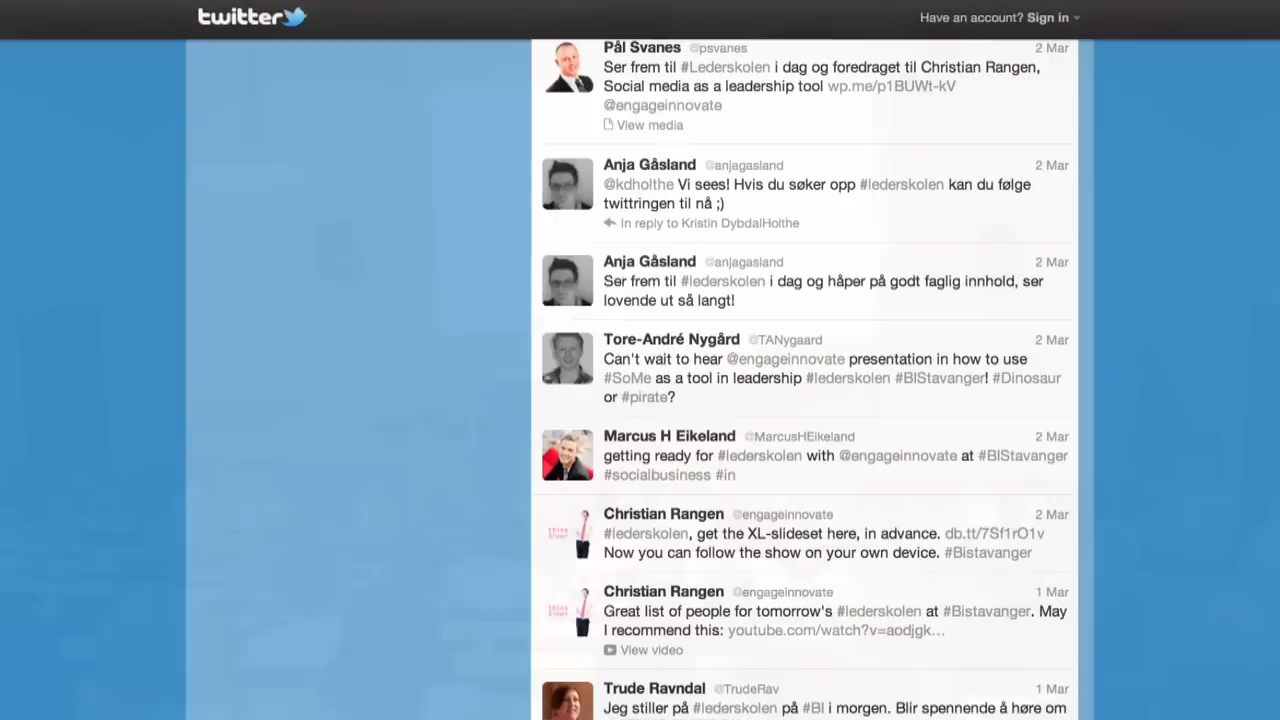 twitter
Have an account? Sign in
Pål Svanes @psvanes 2 Mar
Ser frem til #Lederskolen i dag og foredraget til Christian Rangen,
Social media as a leadership tool wp.me/p1BUWt-kV
@engageinnovate
View media
Anja Gåsland @anjagasland 2 Mar
@kdholthe Vi sees! Hvis du søker opp #lederskolen kan du følge
twittringen til nå ;)
In reply to Kristin DybdalHolthe
Anja Gåsland @anjagasland 2 Mar
Ser frem til #lederskolen i dag og håper på godt faglig innhold, ser
lovende ut så langt!
Tore-André Nygård @TANygaard 2 Mar
Can't wait to hear @engageinnovate presentation in how to use
#SoMe as a tool in leadership #lederskolen #BIStavanger! #Dinosaur
or #pirate?
Marcus H Eikeland @MarcusHEikeland 2 Mar
getting ready for #lederskolen with @engageinnovate at #BIStavanger
#socialbusiness #in
Christian Rangen @engageinnovate 2 Mar
#lederskolen, get the XL-slideset here, in advance. db.tt/7Sf1rO1v
Now you can follow the show on your own device. #Bistavanger
Christian Rangen @engageinnovate 1 Mar
Great list of people for tomorrow's #lederskolen at #Bistavanger. May
I recommend this: youtube.com/watch?v=aodjgk...
View video
Trude Ravndal @TrudeRav 1 Mar
Jeg stiller på #lederskolen på #BI i morgen. Blir spennende å høre om